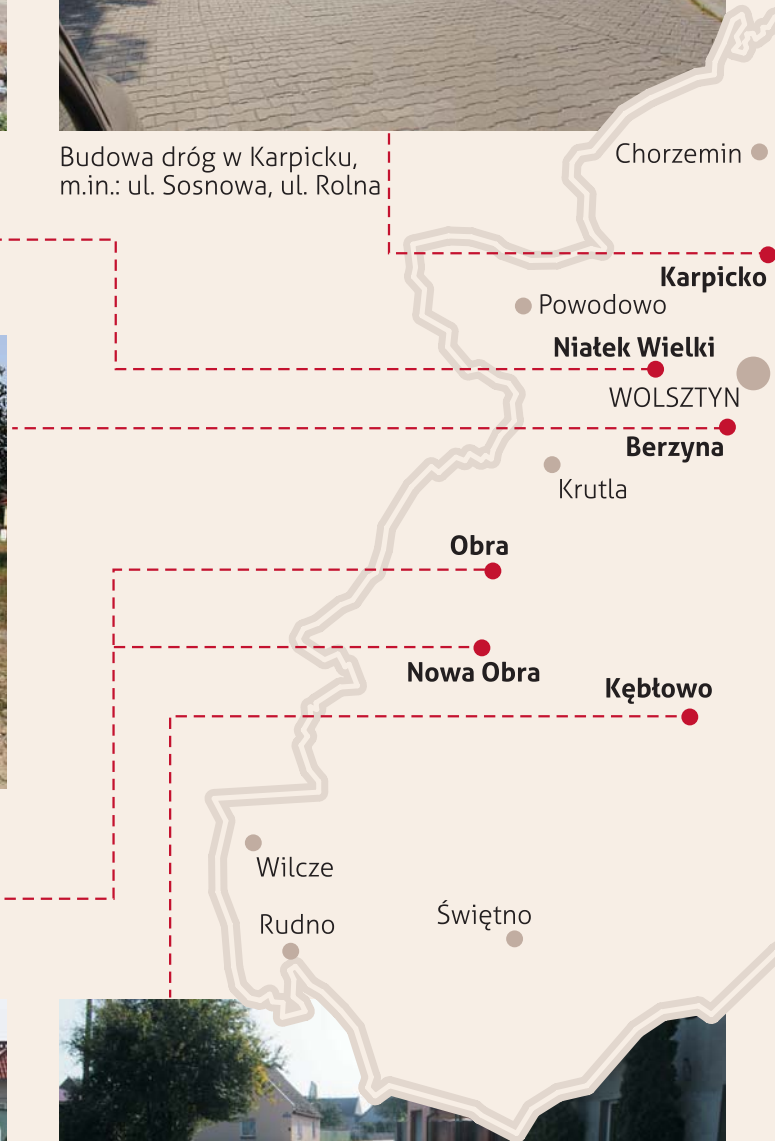 Budowa dróg w Karpicku,
m.in.: ul. Sosnowa, ul. Rolna
Chorzemin
Karpicko
Powodowo
Niałek Wielki
WOLSZTYN
Berzyna
Krutla
Obra
Nowa Obra
Kębłowo
Wilcze
Świętno
Rudno